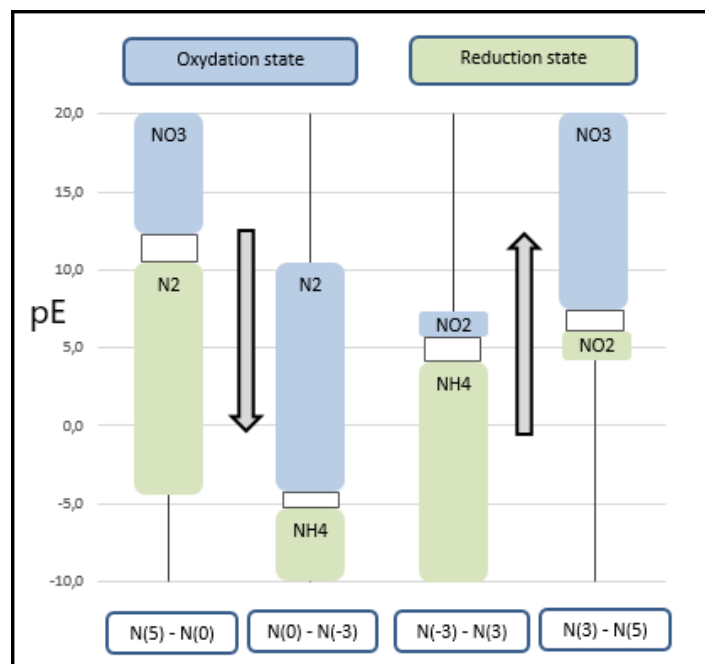 Oxydation state
Reduction state
20,0
15,0
10,0
5,0
0,0
-5,0
-10,0
pE
NO3
N2
N2
NH4
NO2
NH4
NO3
NO2
N(5) - N(0)
N(0) - N(-3)
N(-3) - N(3)
N(3) - N(5)